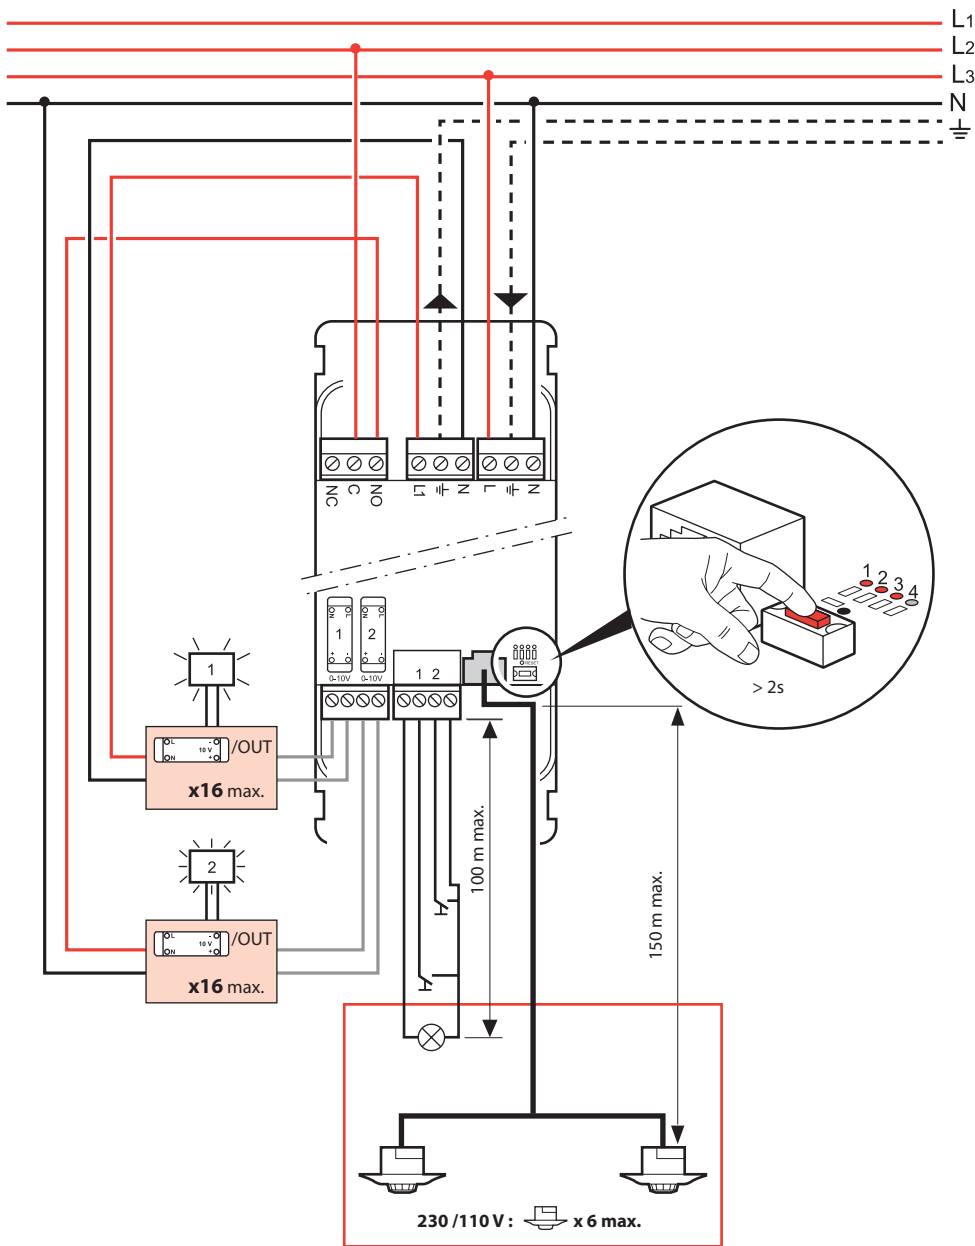 L1
L2
L3
N
NC C NO L1 N L N
1 2
N L N L
+ - + -
0-10V 0-10V
1 2
RESET
1 2 3 4
> 2s
1
L - 10 V N + /OUT
x16 max.
2
L - 10 V N + /OUT
x16 max.
100 m max.
150 m max.
230 /110 V : x 6 max.